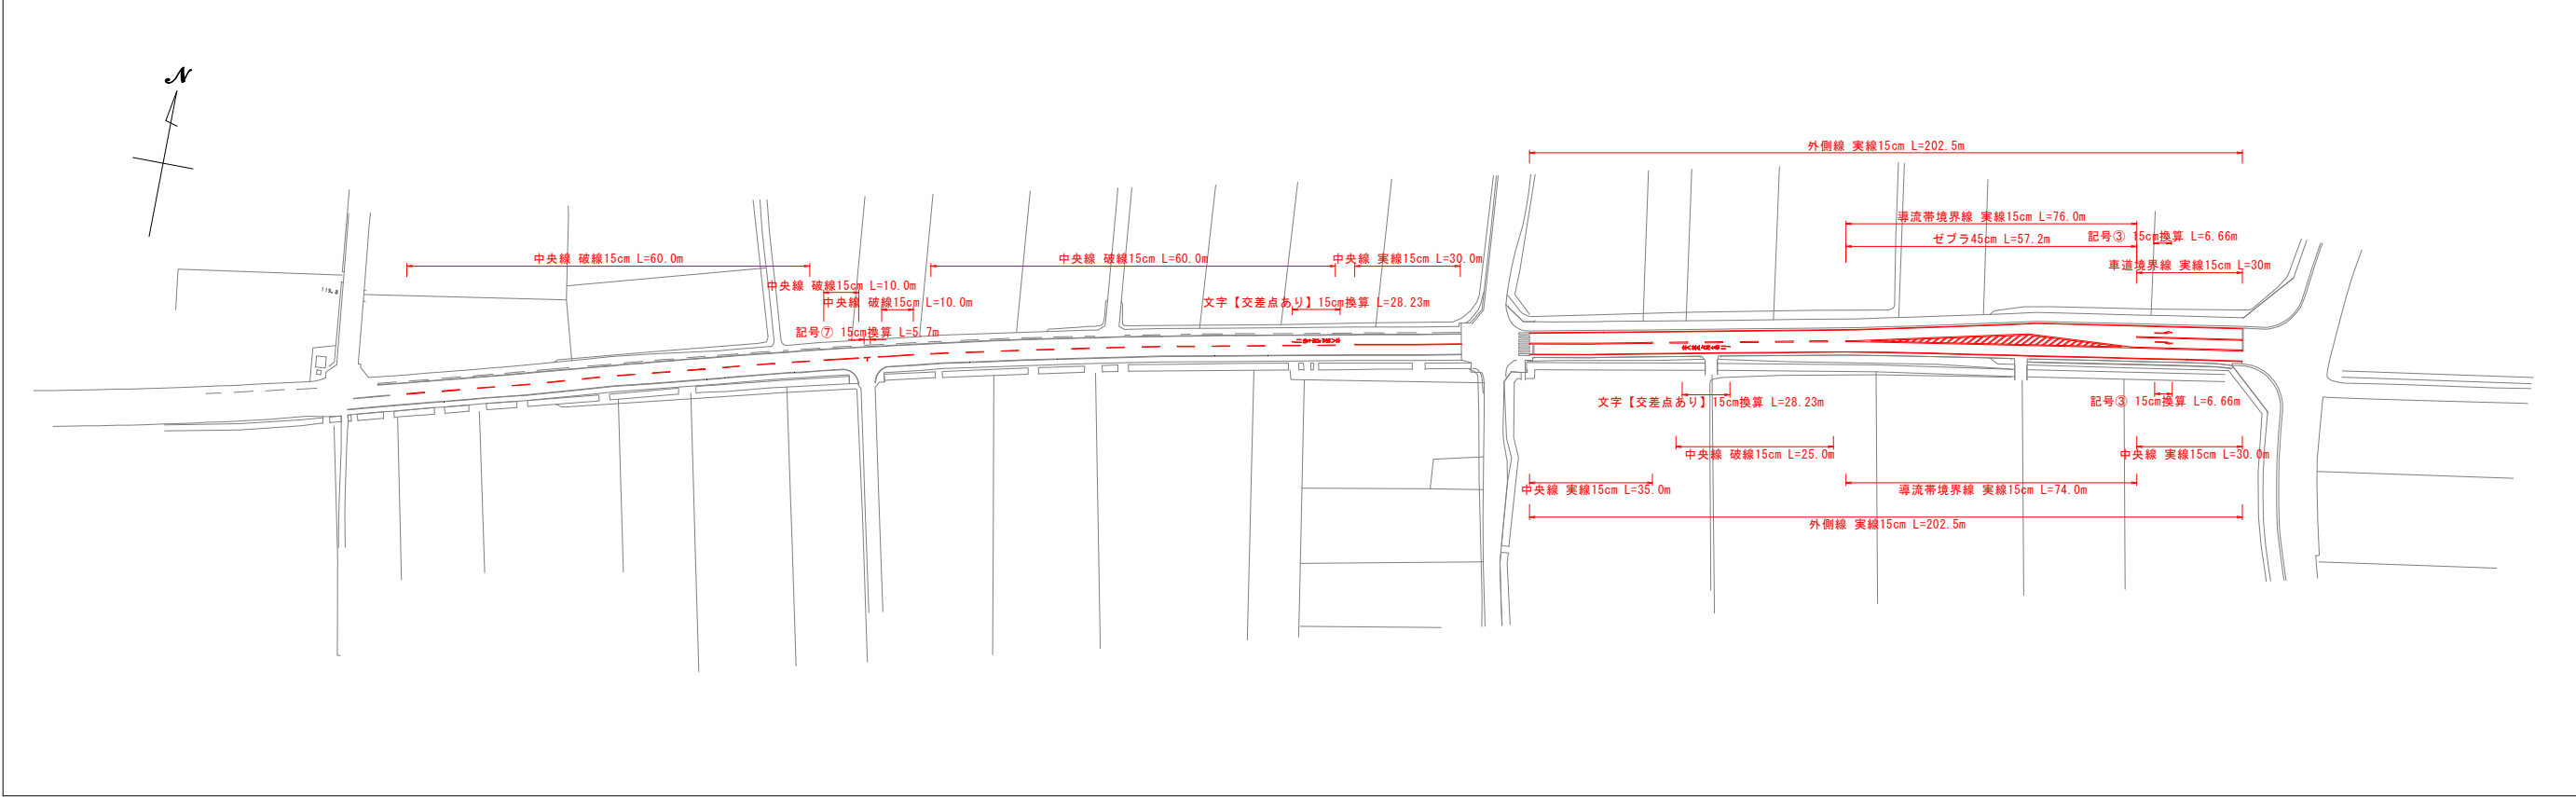 N
外側線 実線15cm L=202.5m
導流帯境界線 実線15cm L=76.0m
ゼブラ45cm L=57.2m
記号③ 15cm換算 L=6.66m
中央線 破線15cm L=60.0m
中央線 破線15cm L=60.0m
中央線 実線15cm L=30.0m
車道境界線 実線15cm L=30m
中央線 破線15cm L=10.0m
中央線 破線15cm L=10.0m
文字【交差点あり】15cm換算 L=28.23m
記号⑦ 15cm換算 L=5.7m
文字【交差点あり】15cm換算 L=28.23m
記号③ 15cm換算 L=6.66m
中央線 破線15cm L=25.0m
中央線 実線15cm L=30.0m
中央線 実線15cm L=35.0m
導流帯境界線 実線15cm L=74.0m
外側線 実線15cm L=202.5m